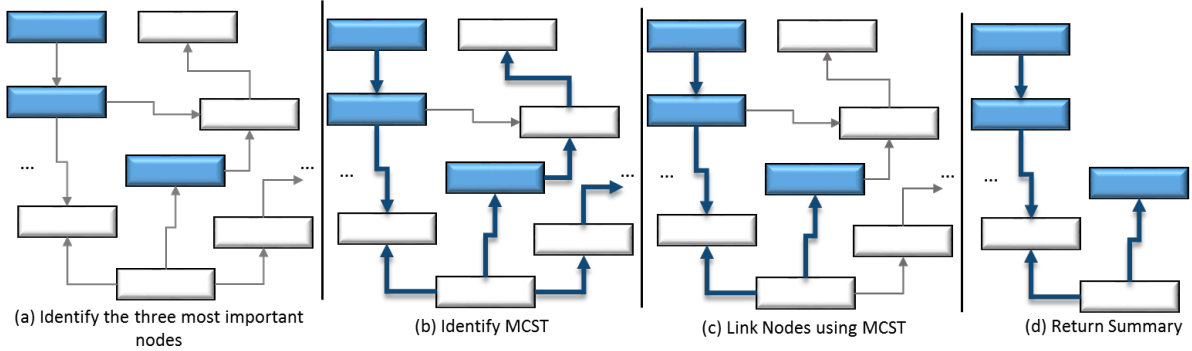 ...
...
...
...
...
...
(a) Identify the three most important
nodes
(b) Identify MCST
(c) Link Nodes using MCST
(d) Return Summary